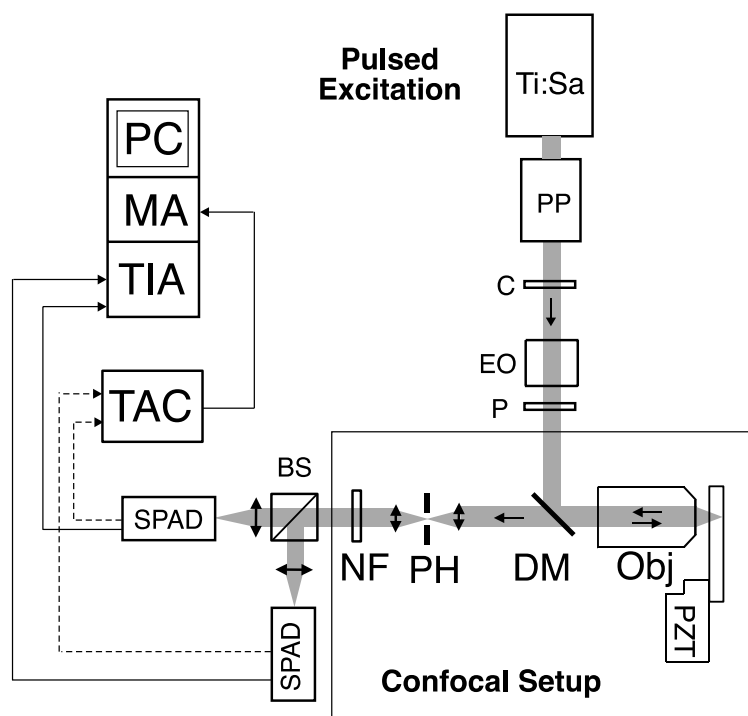 Pulsed
Excitation
Ti:Sa
PC
MA
TIA
PP
C
EO
P
TAC
BS
SPAD
NF
PH
DM
Obj
PZT
SPAD
Confocal Setup